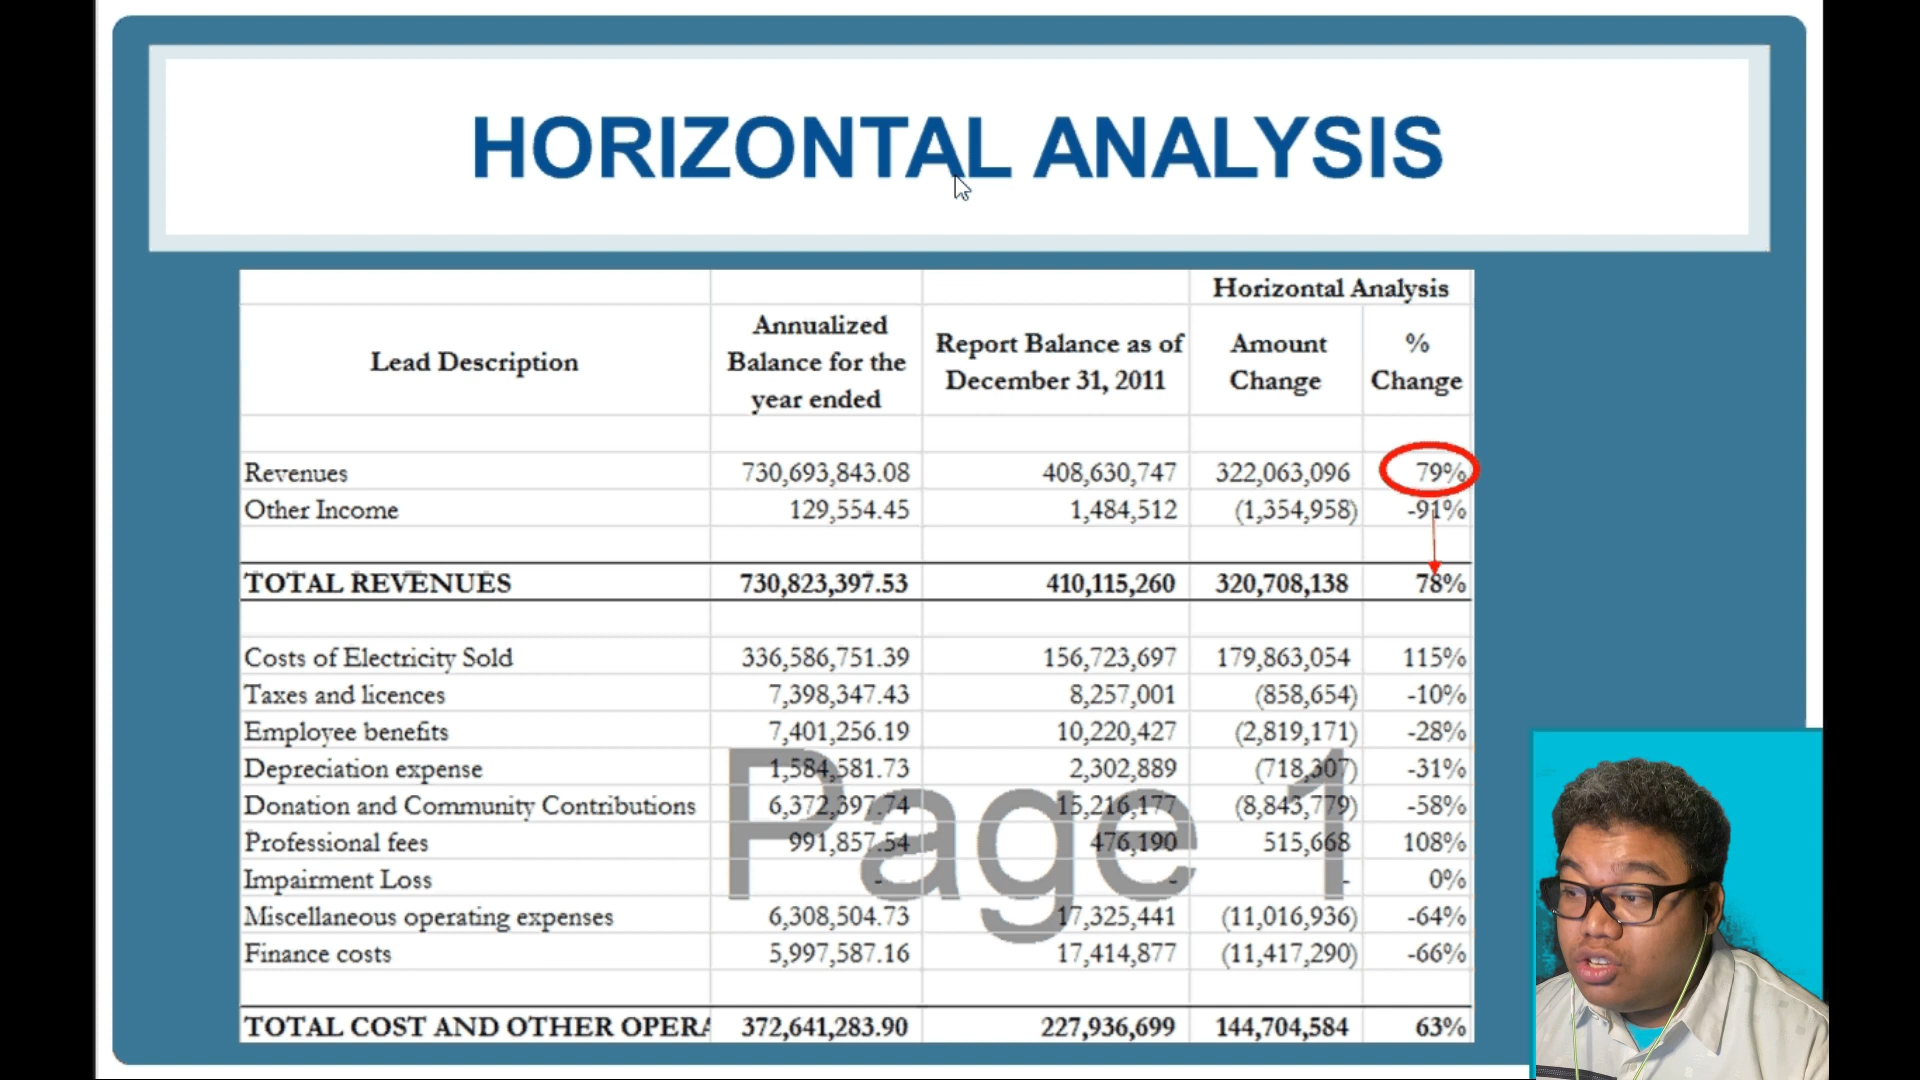 HORIZONTAL ANALYSIS
Horizontal Analysis
Lead Description
Annualized
Balance for the
year ended
Report Balance as of
December 31, 2011
Amount
Change
%
Change
Revenues 730,693,843.08 408,630,747 322,063,096 79%
Other Income 129,554.45 1,484,512 (1,354,958) -91%
TOTAL REVENUES 730,823,397.53 410,115,260 320,708,138 78%
Costs of Electricity Sold 336,586,751.39 156,723,697 179,863,054 115%
Taxes and licences 7,398,347.43 8,257,001 (858,654) -10%
Employee benefits 7,401,256.19 10,220,427 (2,819,171) -28%
Depreciation expense 1,584,581.73 2,302,889 (718,307) -31%
Donation and Community Contributions 6,372,397.74 15,216,177 (8,843,779) -58%
Professional fees 991,857.54 476,190 515,668 108%
Impairment Loss - - - 0%
Miscellaneous operating expenses 6,308,504.73 17,325,441 (11,016,936) -64%
Finance costs 5,997,587.16 17,414,877 (11,417,290) -66%
TOTAL COST AND OTHER OPERA 372,641,283.90 227,936,699 144,704,584 63%
Page 1